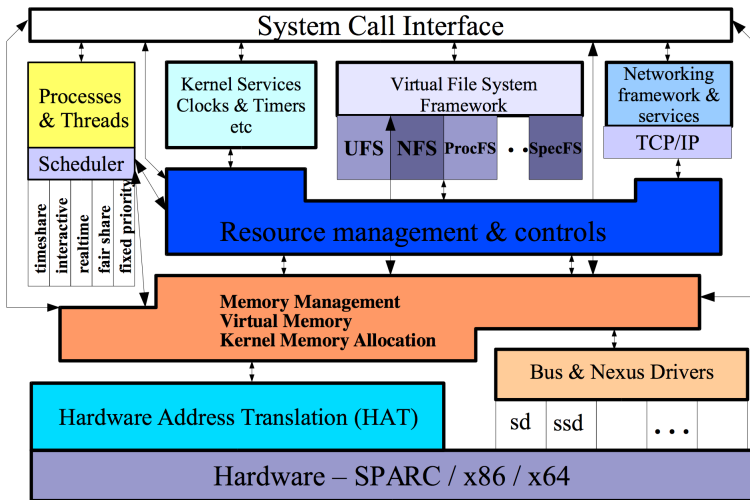 System Call Interface
Processes
& Threads
Scheduler
timeshare
interactive
realtime
fair share
fixed priority
Kernel Services
Clocks & Timers
etc
Virtual File System
Framework
UFS
NFS
ProcFS
..
SpecFS
Networking
framework &
services
TCP/IP
Resource management & controls
Memory Management
Virtual Memory
Kernel Memory Allocation
Bus & Nexus Drivers
sd
ssd
...
Hardware Address Translation (HAT)
Hardware – SPARC / x86 / x64